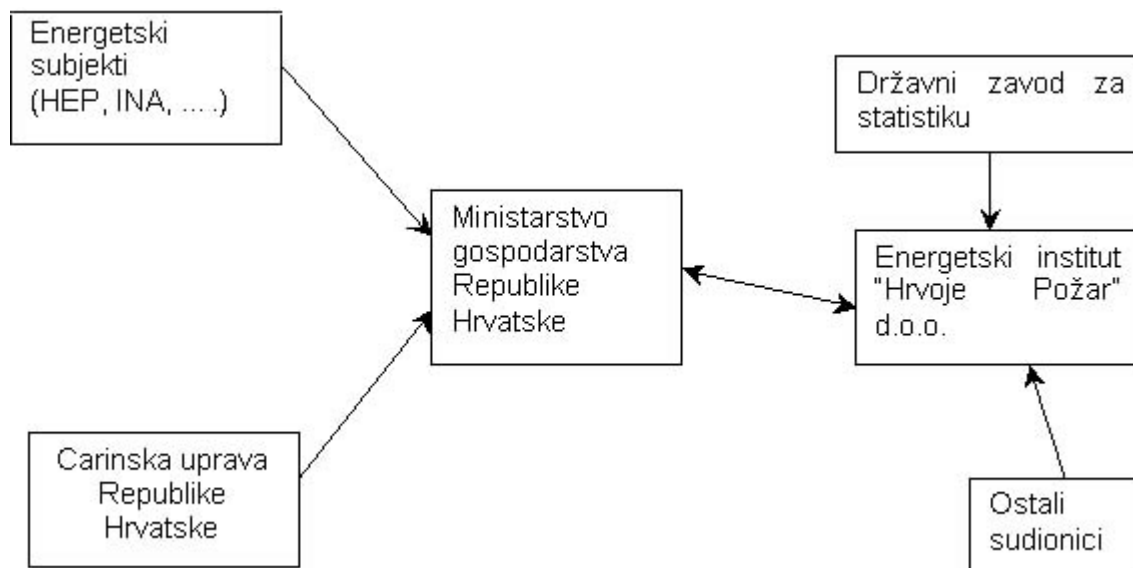 Energetski
subjekti
(HEP, INA, .....)
Državni zavod za
statistiku
Ministarstvo
gospodarstva
Republike
Hrvatske
Energetski institut
"Hrvoje Požar"
d.o.o.
Carinska uprava
Republike
Hrvatske
Ostali
sudionici